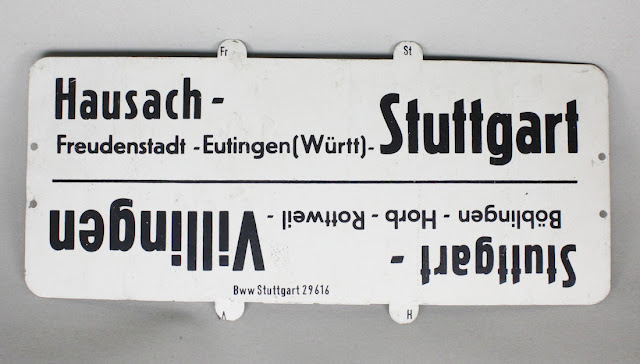 Fr St
Hausach -
Freudenstadt - Eutingen (Württ) - Stuttgart
Stuttgart -
Böblingen - Horb - Rottweil - Villingen
Bww Stuttgart 29616
V H